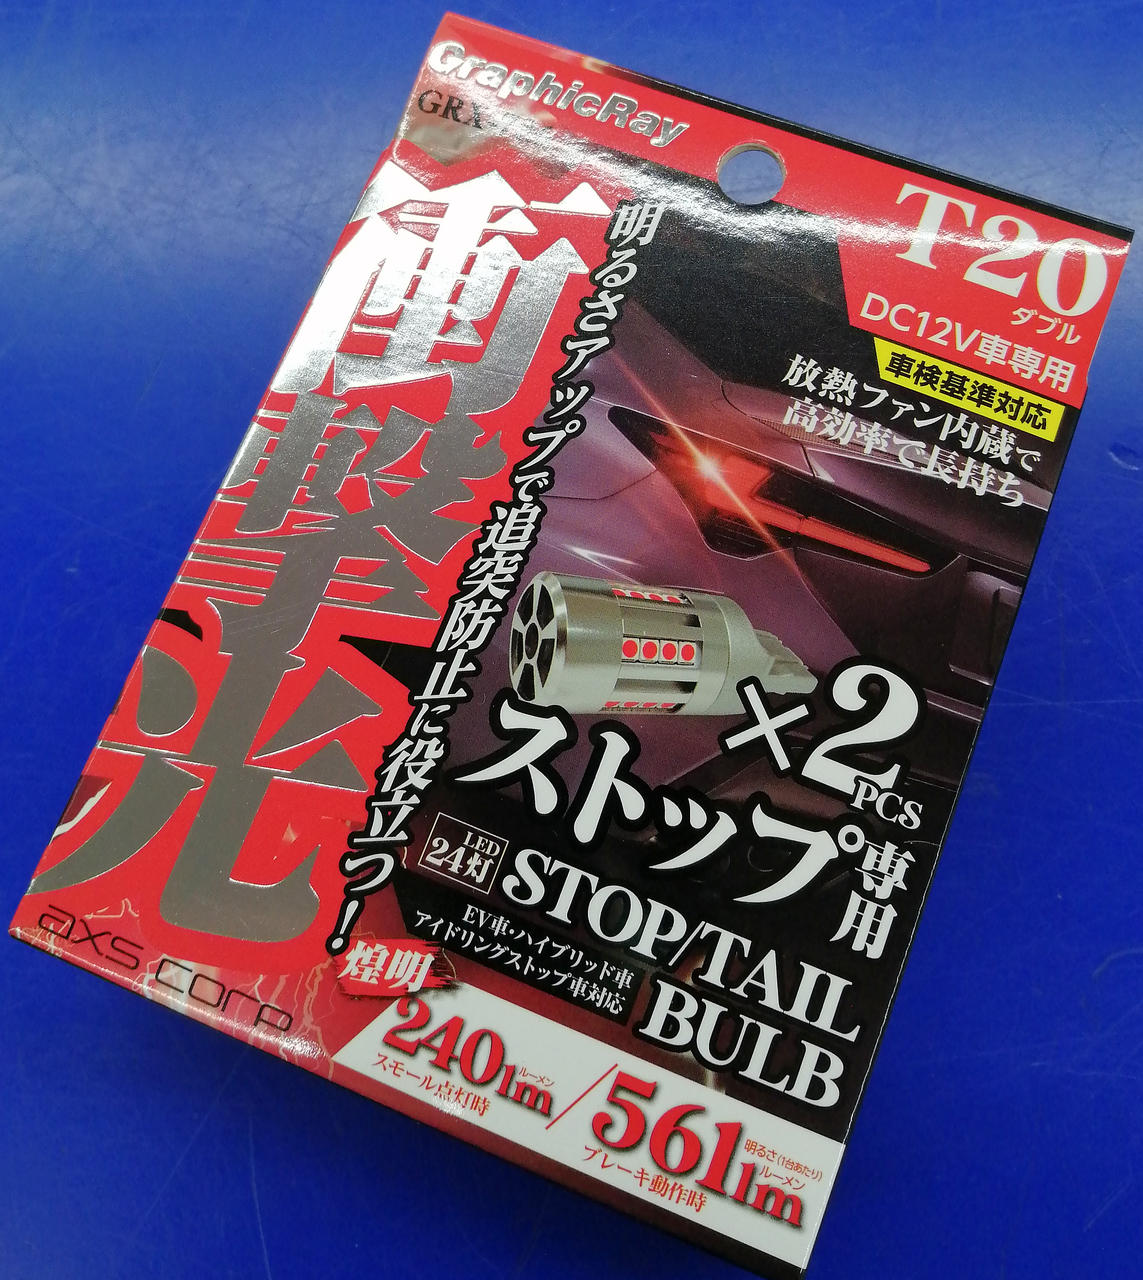 GraphicRay
GRX-
T20
ダブル
DC12V車専用
車検基準対応
放熱ファン内蔵で
高効率で長持ち
衝撃光
明るさアップで追突防止に役立つ!
×2
PCS
ストップ専用
LED
24灯
STOP/TAIL
BULB
EV車・ハイブリッド車
アイドリングストップ車対応
煌明
240lm
ルーメン
スモール点灯時
/
561lm
明るさ(1台あたり)
ルーメン
ブレーキ動作時
axs corp